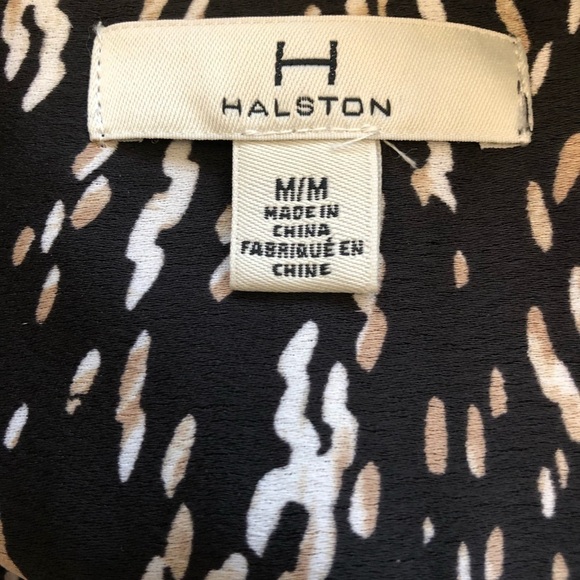 H
HALSTON
M/M
MADE IN
CHINA
FABRIQUÉ EN
CHINE